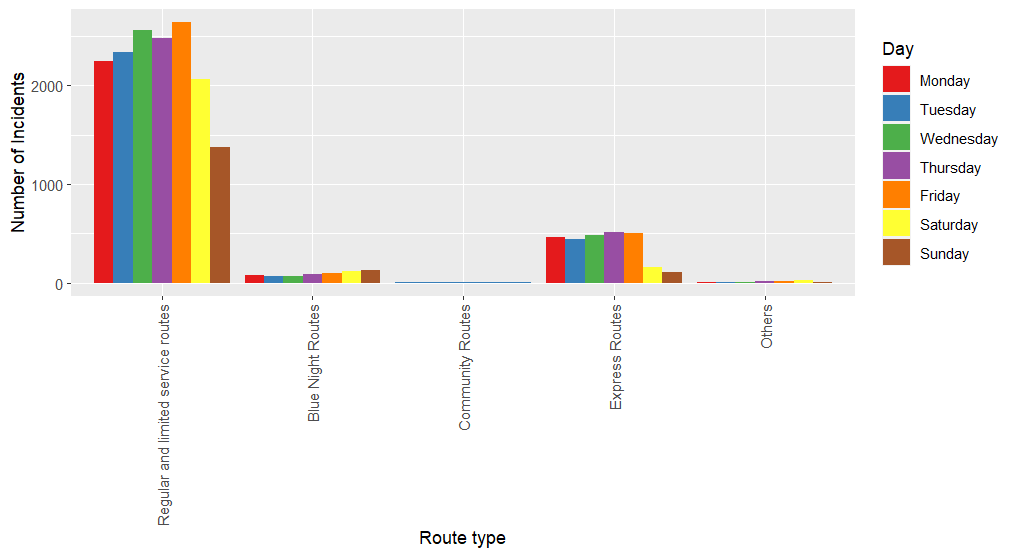 Number of Incidents
2000
1000
0
Regular and limited service routes
Blue Night Routes
Community Routes
Express Routes
Others
Route type
Day
Monday
Tuesday
Wednesday
Thursday
Friday
Saturday
Sunday